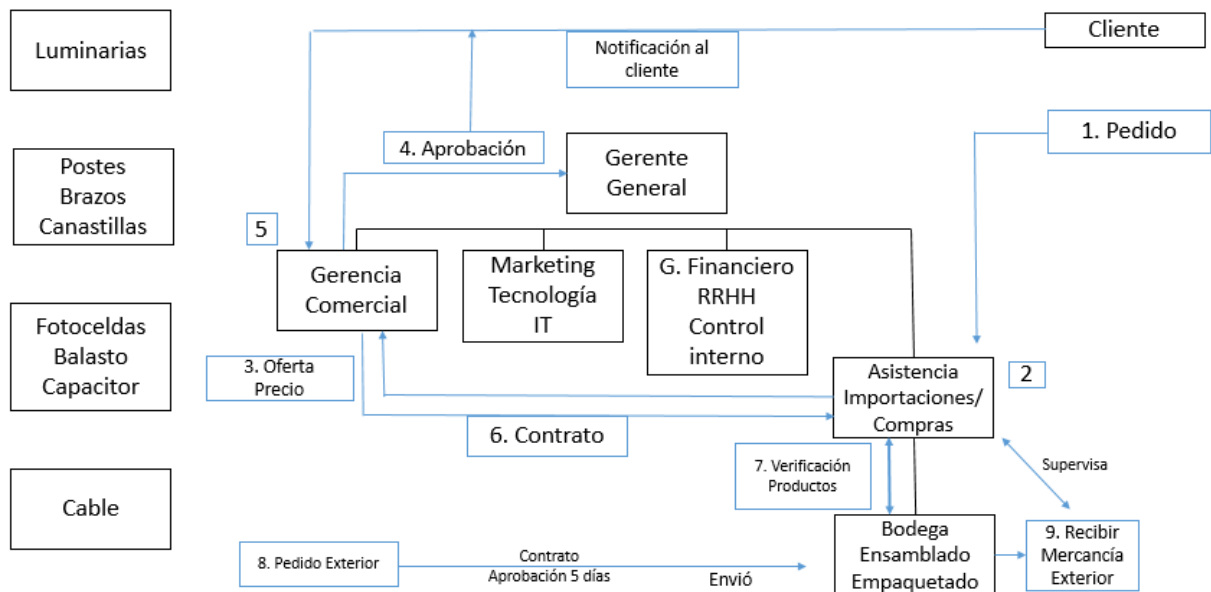 Luminarias
Cliente
Notificación al
cliente
1. Pedido
4. Aprobación
Gerente
General
Postes
Brazos
Canastillas
5
Gerencia
Comercial
Marketing
Tecnología
IT
G. Financiero
RRHH
Control
interno
Fotoceldas
Balasto
Capacitor
3. Oferta
Precio
Asistencia
Importaciones/
Compras
2
6. Contrato
7. Verificación
Productos
Supervisa
Cable
8. Pedido Exterior
Contrato
Aprobación 5 días
Envió
Bodega
Ensamblado
Empaquetado
9. Recibir
Mercancía
Exterior